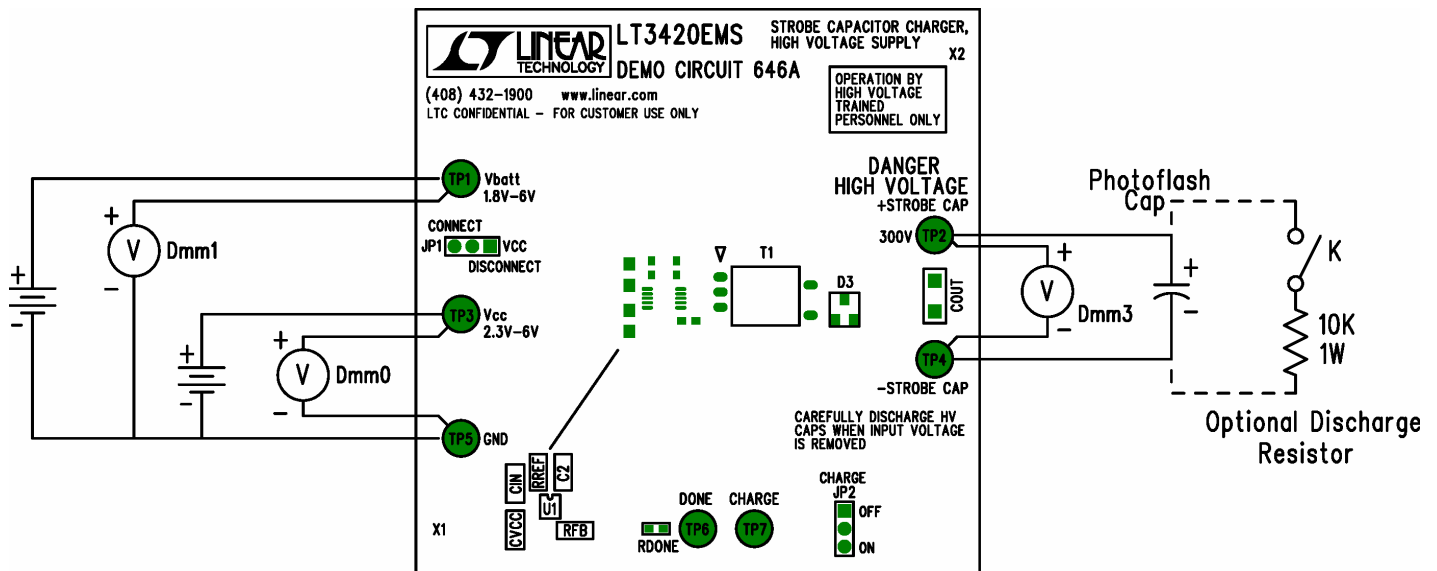 LINEAR
TECHNOLOGY
LT3420EMS
DEMO CIRCUIT 646A
STROBE CAPACITOR CHARGER,
HIGH VOLTAGE SUPPLY
X2
(408) 432-1900 www.linear.com
LTC CONFIDENTIAL - FOR CUSTOMER USE ONLY
OPERATION BY
HIGH VOLTAGE
TRAINED
PERSONNEL ONLY
TP1 Vbatt
1.8V-6V
+
V Dmm1
-
+
-
CONNECT
JP1 VCC
DISCONNECT
TP3 Vcc
2.3V-6V
+
-
+
V Dmm0
-
TP5 GND
DANGER
HIGH VOLTAGE
+STROBE CAP
300V TP2
T1
D3
COUT
TP4
-STROBE CAP
+
V Dmm3
-
Photoflash
Cap
+
-
K
10K
1W
Optional Discharge
Resistor
CAREFULLY DISCHARGE HV
CAPS WHEN INPUT VOLTAGE
IS REMOVED
CIN
RREF
C2
U1
CVCC
RFB
X1
DONE CHARGE
RDONE TP6 TP7
CHARGE
JP2
OFF
ON